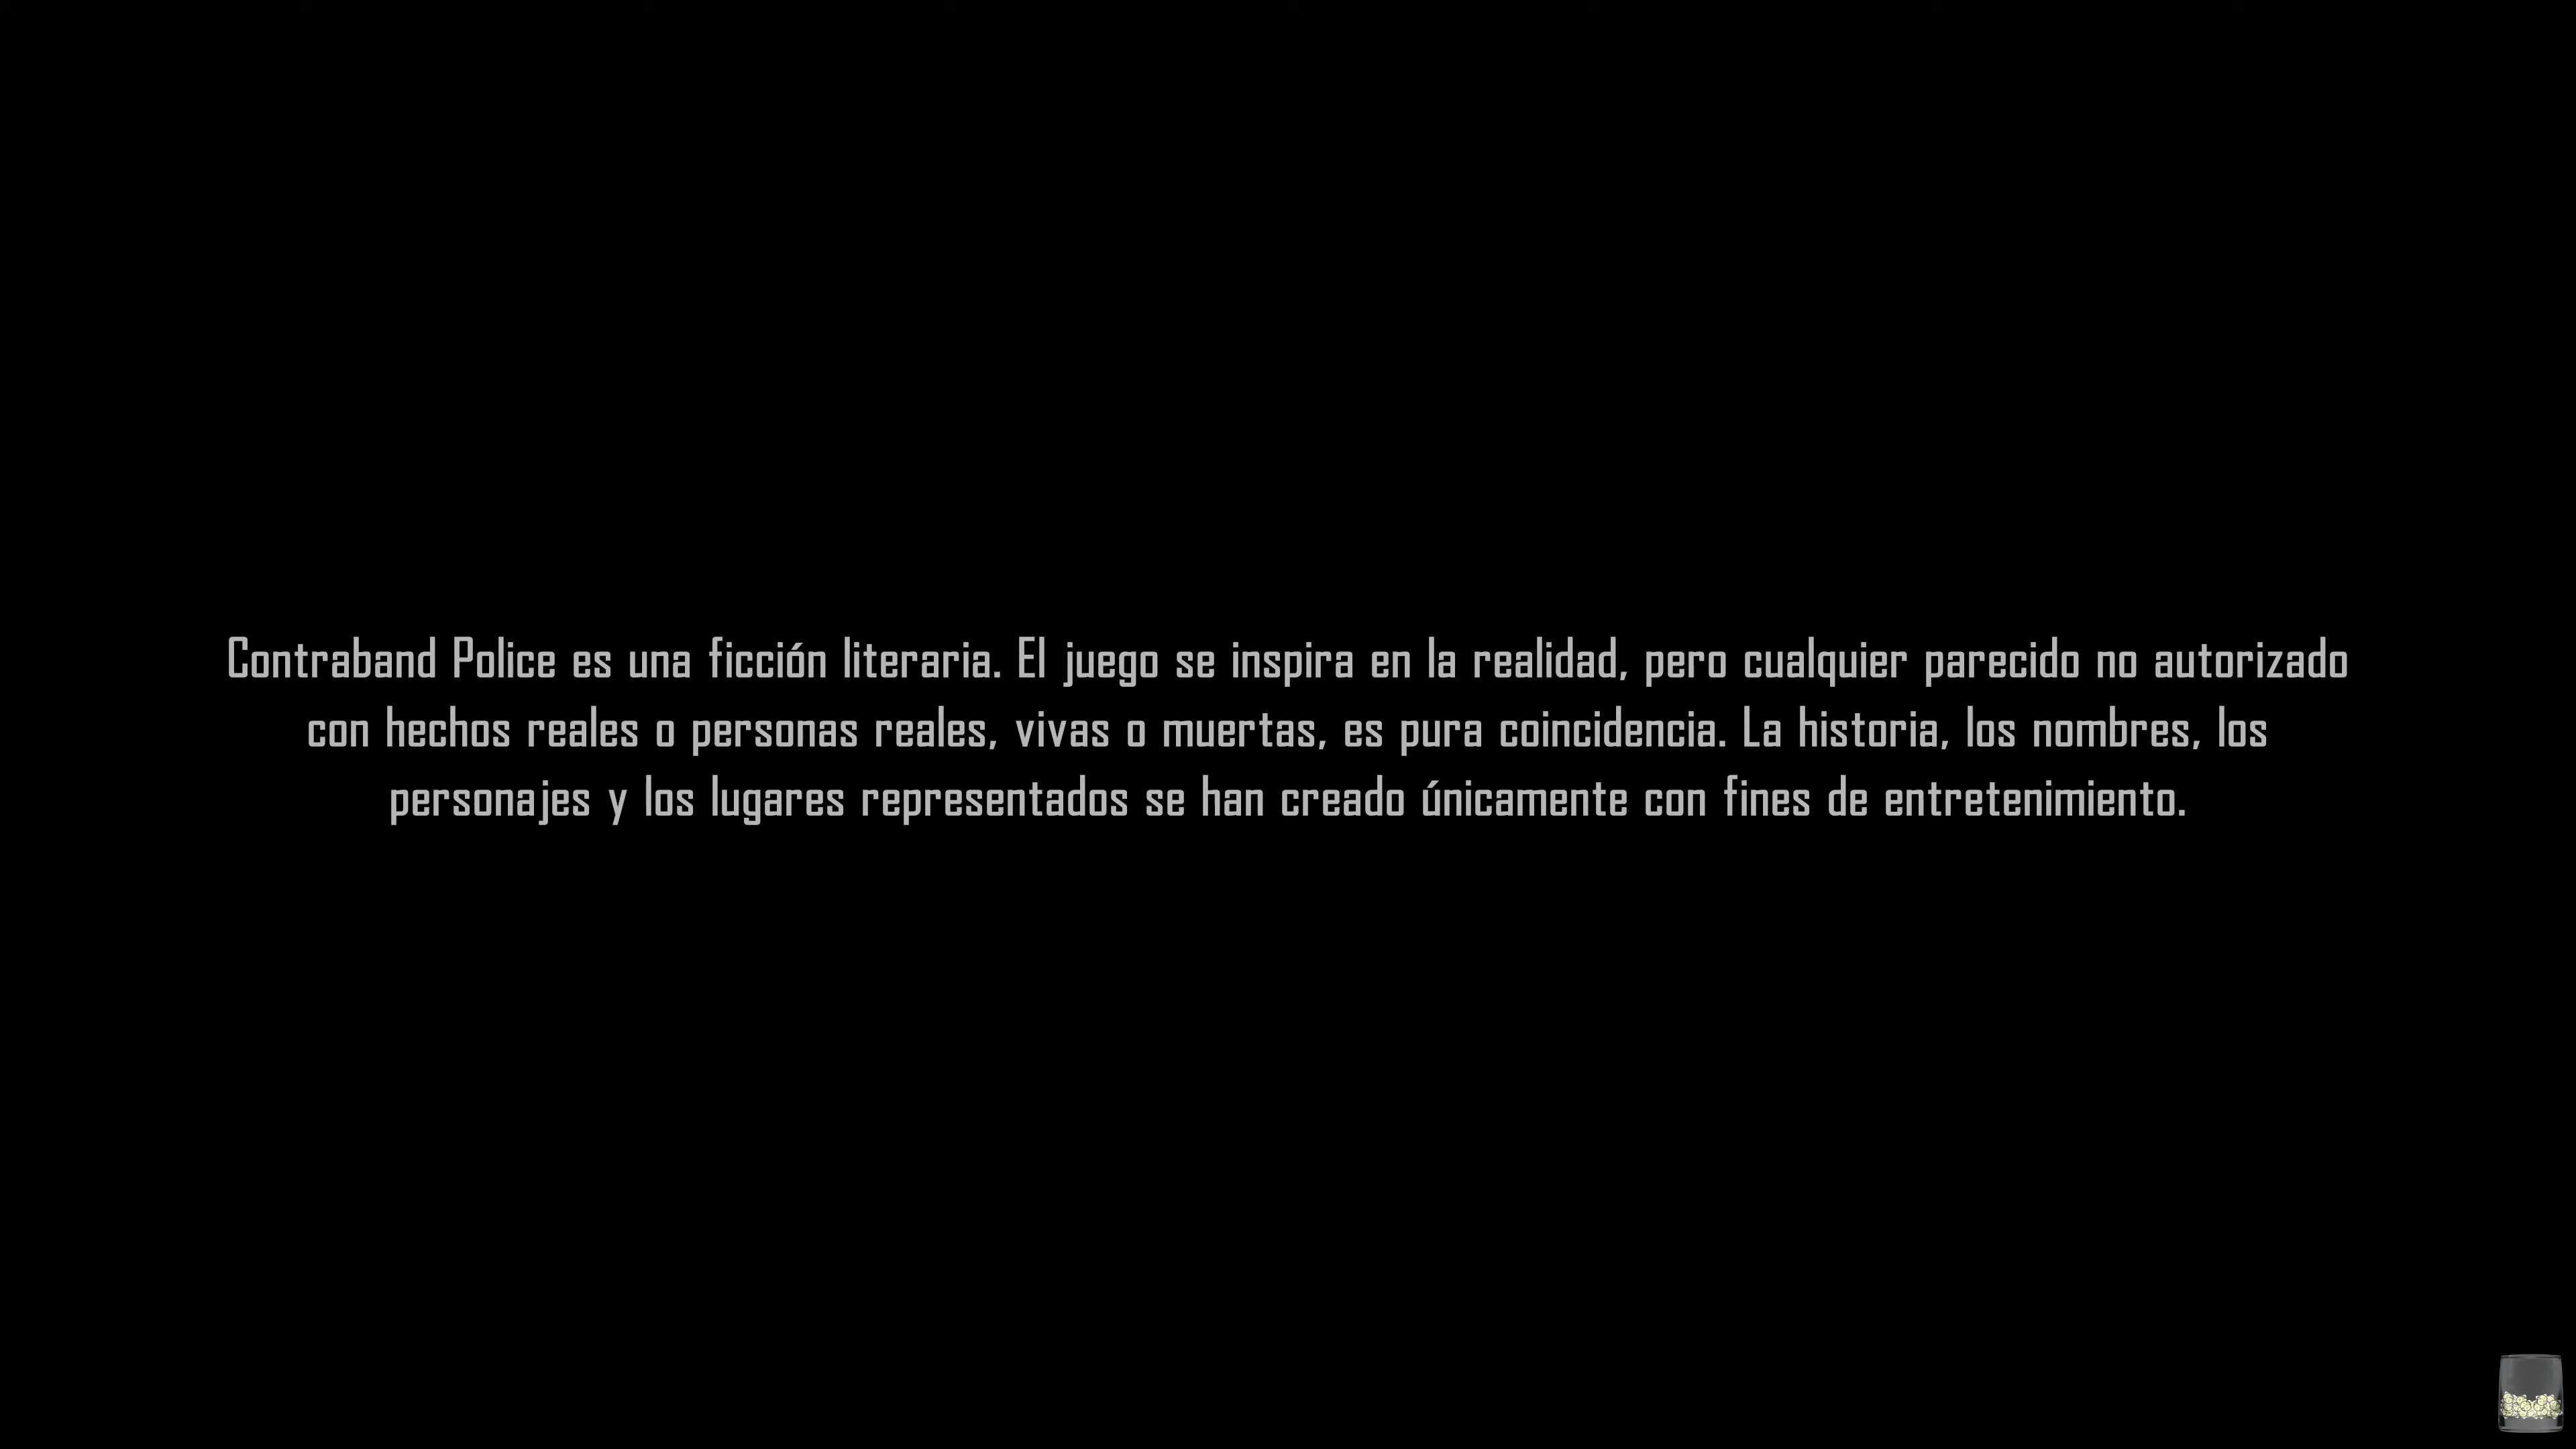 Contraband Police es una ficción literaria. El juego se inspira en la realidad, pero cualquier parecido no autorizado
con hechos reales o personas reales, vivas o muertas, es pura coincidencia. La historia, los nombres, los
personajes y los lugares representados se han creado únicamente con fines de entretenimiento.